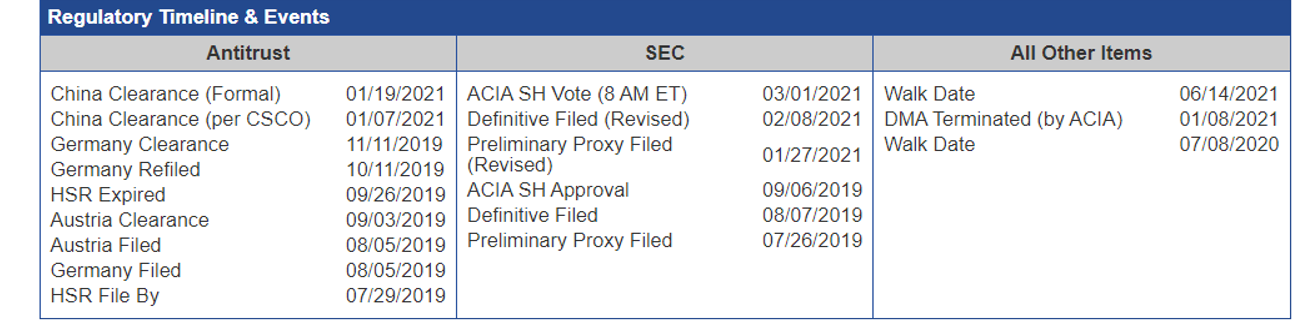 Regulatory Timeline & Events
Antitrust SEC All Other Items
China Clearance (Formal) 01/19/2021
China Clearance (per CSCO) 01/07/2021
Germany Clearance 11/11/2019
Germany Refiled 10/11/2019
HSR Expired 09/26/2019
Austria Clearance 09/03/2019
Austria Filed 08/05/2019
Germany Filed 08/05/2019
HSR File By 07/29/2019
ACIA SH Vote (8 AM ET) 03/01/2021
Definitive Filed (Revised) 02/08/2021
Preliminary Proxy Filed
(Revised) 01/27/2021
ACIA SH Approval 09/06/2019
Definitive Filed 08/07/2019
Preliminary Proxy Filed 07/26/2019
Walk Date 06/14/2021
DMA Terminated (by ACIA) 01/08/2021
Walk Date 07/08/2020